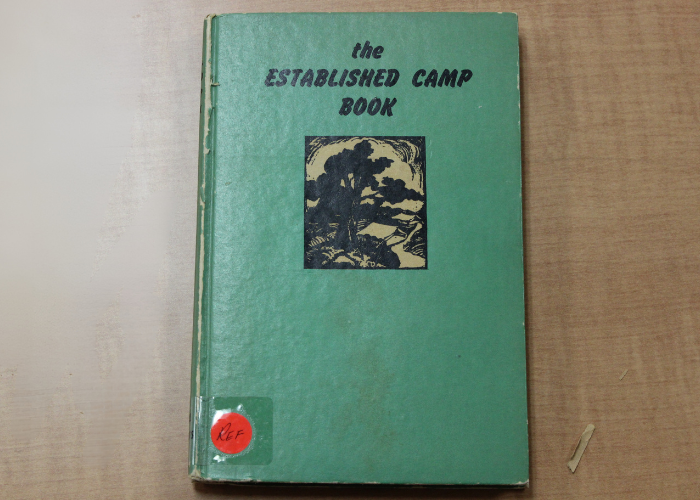 the
ESTABLISHED CAMP
BOOK
REF